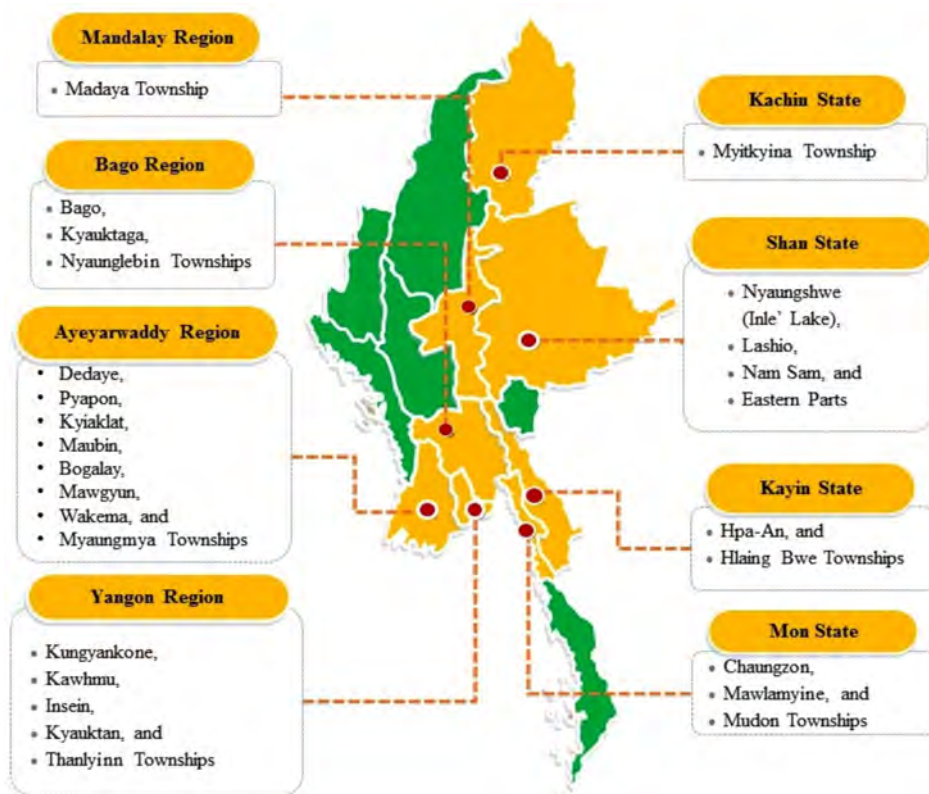 Mandalay Region
Madaya Township
Bago Region
Bago,
Kyauktaga,
Nyaunglebin Townships
Ayeyarwaddy Region
Dedaye,
Pyapon,
Kyiaklat,
Maubin,
Bogalay,
Mawgyun,
Wakema, and
Myaungmya Townships
Yangon Region
Kungyankone,
Kawhmu,
Insein,
Kyauktan, and
Thanlyinn Townships
Kachin State
Myitkyina Township
Shan State
Nyaungshwe
(Inle' Lake),
Lashio,
Nam Sam, and
Eastern Parts
Kayin State
Hpa-An, and
Hlaing Bwe Townships
Mon State
Chaungzon,
Mawlamyine, and
Mudon Townships